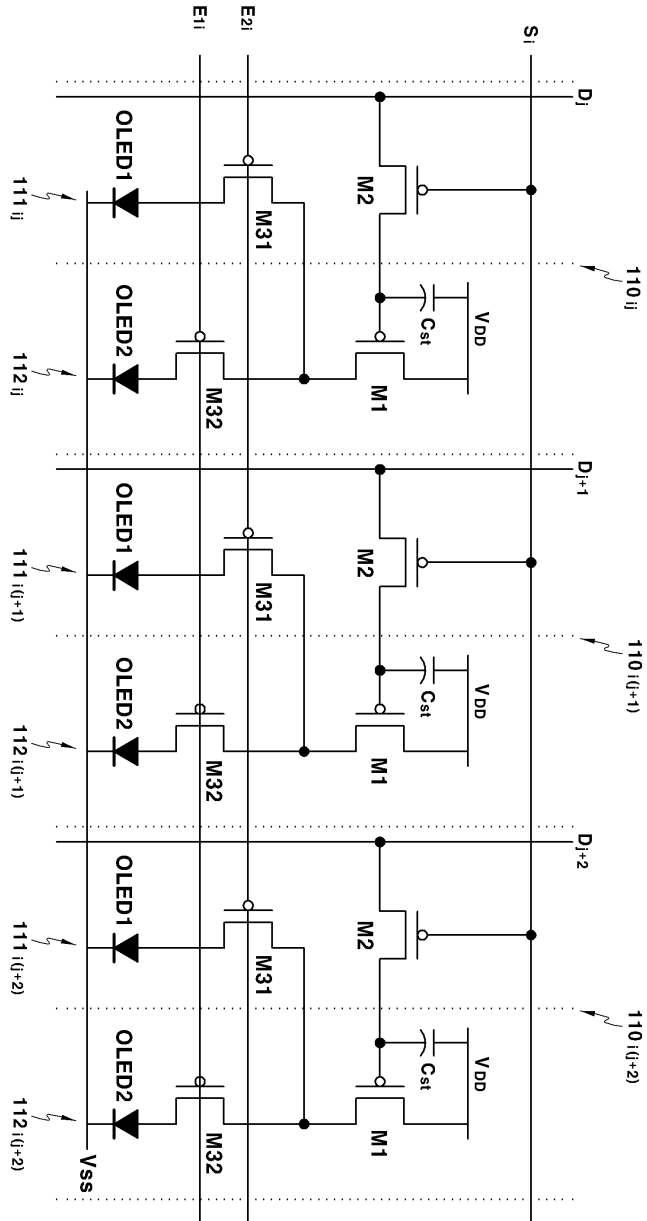 110 ij
110 i(j+1)
110 i(j+2)
Dj
Dj+1
Dj+2
Si
VDD
VDD
VDD
Cst
Cst
Cst
M2
M1
M2
M1
M2
M1
E2i
M31
M31
M31
E1i
M32
M32
M32
OLED1
OLED2
OLED1
OLED2
OLED1
OLED2
Vss
111 ij
112 ij
111 i(j+1)
112 i(j+1)
111 i(j+2)
112 i(j+2)